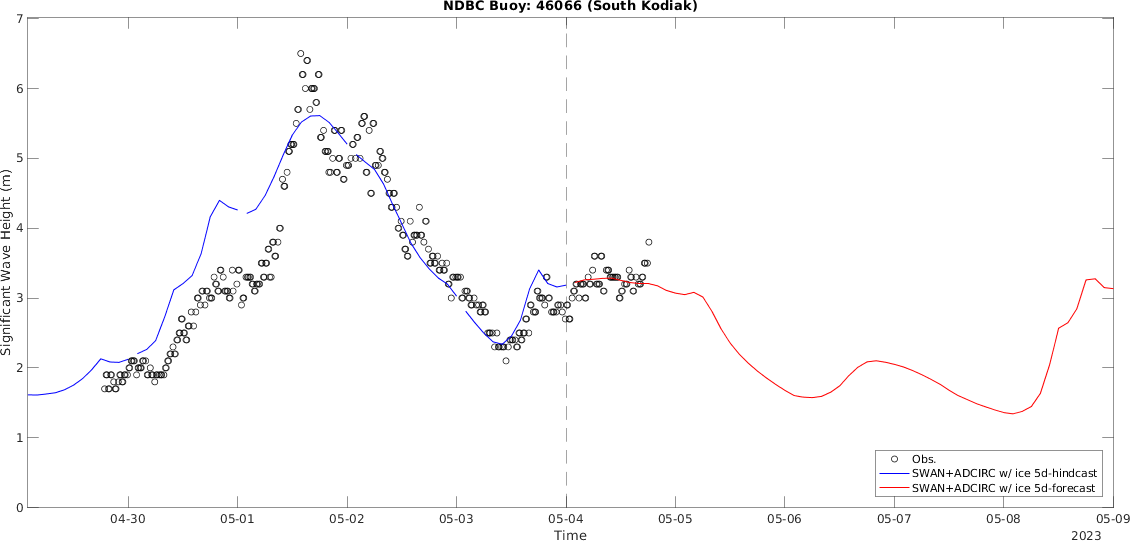 NDBC Buoy: 46066 (South Kodiak)
7
6
5
4
3
2
1
0
Significant Wave Height (m)
Obs.
SWAN+ADCIRC w/ ice 5d-hindcast
SWAN+ADCIRC w/ ice 5d-forecast
04-30 05-01 05-02 05-03 05-04 05-05 05-06 05-07 05-08 05-09
Time
2023